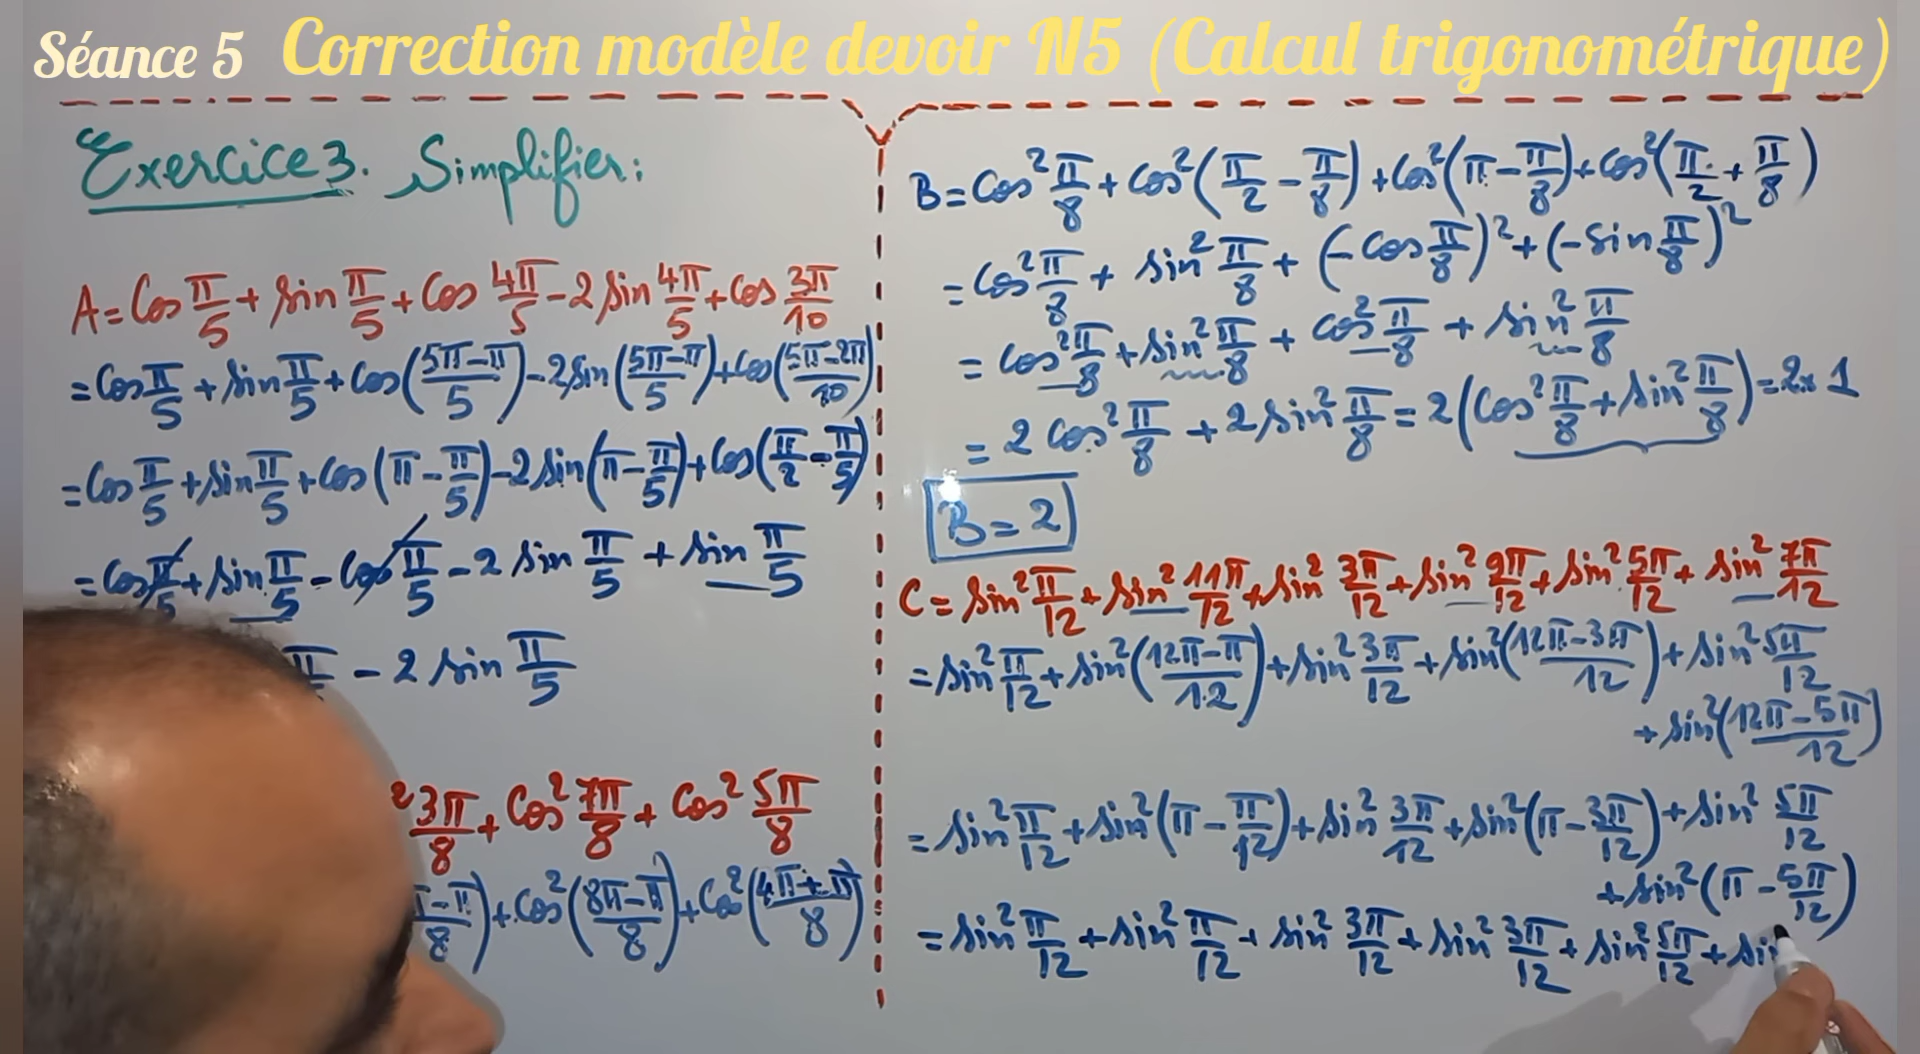 Séance 5 Correction modèle devoir N5 (Calcul trigonométrique)
Exercice 3. Simplifier:
A = cos π/5 + sin π/5 + cos 4π/5 - 2 sin 4π/5 + cos 3π/10
= cos π/5 + sin π/5 + cos((5π-π)/5) - 2 sin((5π-π)/5) + cos((5π-2π)/10)
= cos π/5 + sin π/5 + cos(π - π/5) - 2 sin(π - π/5) + cos(π/2 - π/5)
= cos π/5 + sin π/5 - cos π/5 - 2 sin π/5 + sin π/5
- 2 sin π/5
² 3π/8 + cos² 7π/8 + cos² 5π/8
π-π)/8) + cos²((8π-π)/8) + cos²((4π+π)/8)
B = cos² π/8 + cos²(π/2 - π/8) + cos²(π - π/8) + cos²(π/2 + π/8)
= cos² π/8 + sin² π/8 + (-cos π/8)² + (-sin π/8)²
= cos² π/8 + sin² π/8 + cos² π/8 + sin² π/8
= 2 cos² π/8 + 2 sin² π/8 = 2(cos² π/8 + sin² π/8) = 2×1
B = 2
C = sin² π/12 + sin² 11π/12 + sin² 3π/12 + sin² 9π/12 + sin² 5π/12 + sin² 7π/12
= sin² π/12 + sin²((12π-π)/12) + sin² 3π/12 + sin²((12π-3π)/12) + sin² 5π/12
+ sin²((12π-5π)/12)
= sin² π/12 + sin²(π - π/12) + sin² 3π/12 + sin²(π - 3π/12) + sin² 5π/12
+ sin²(π - 5π/12)
= sin² π/12 + sin² π/12 + sin² 3π/12 + sin² 3π/12 + sin² 5π/12 + si